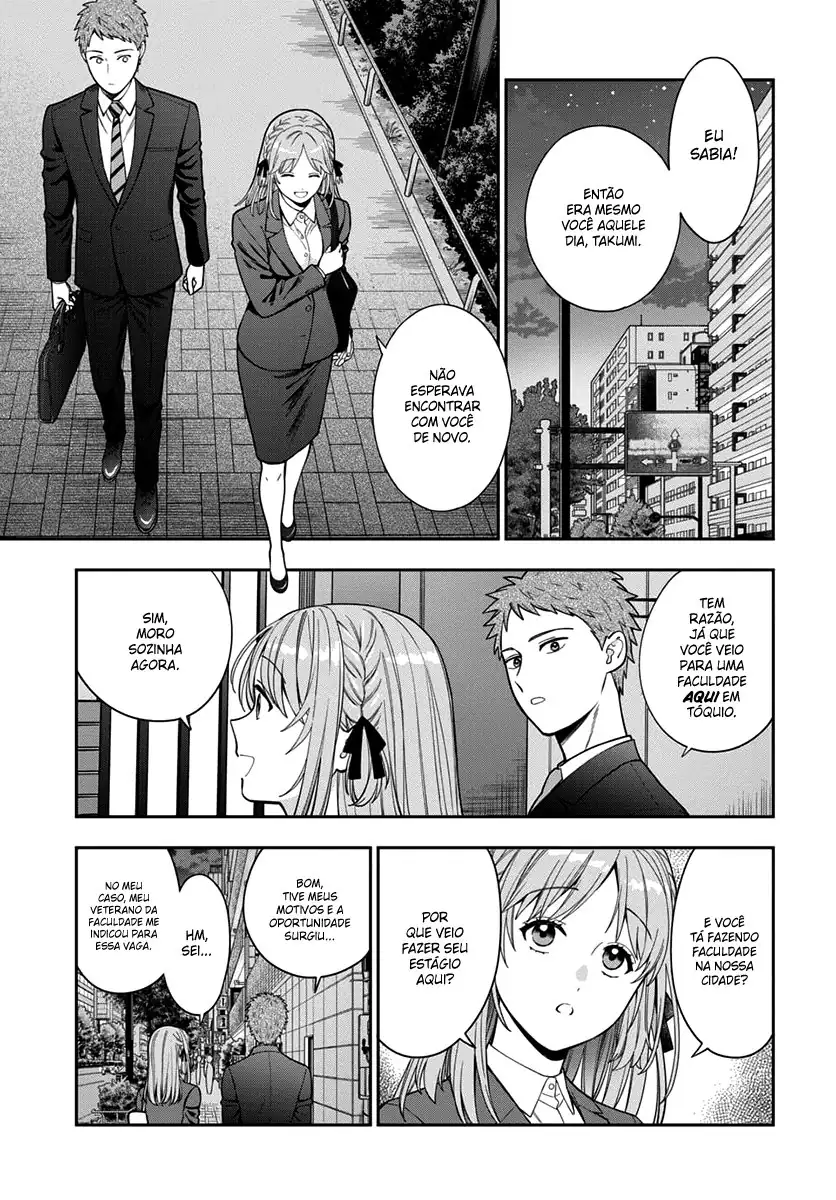 EU
SABIA!
ENTÃO
ERA MESMO
VOCÊ AQUELE
DIA, TAKUMI.
NÃO
ESPERAVA
ENCONTRAR
COM VOCÊ
DE NOVO.
TEM
RAZÃO,
JÁ QUE
VOCÊ VEIO
PARA UMA
FACULDADE
AQUI EM
TÓQUIO.
SIM,
MORO
SOZINHA
AGORA.
E VOCÊ
TÁ FAZENDO
FACULDADE
NA NOSSA
CIDADE?
POR
QUE VEIO
FAZER SEU
ESTÁGIO
AQUI?
BOM,
TIVE MEUS
MOTIVOS E A
OPORTUNIDADE
SURGIU...
HM,
SEI...
NO MEU
CASO, MEU
VETERANO DA
FACULDADE ME
INDICOU PARA
ESSA VAGA.